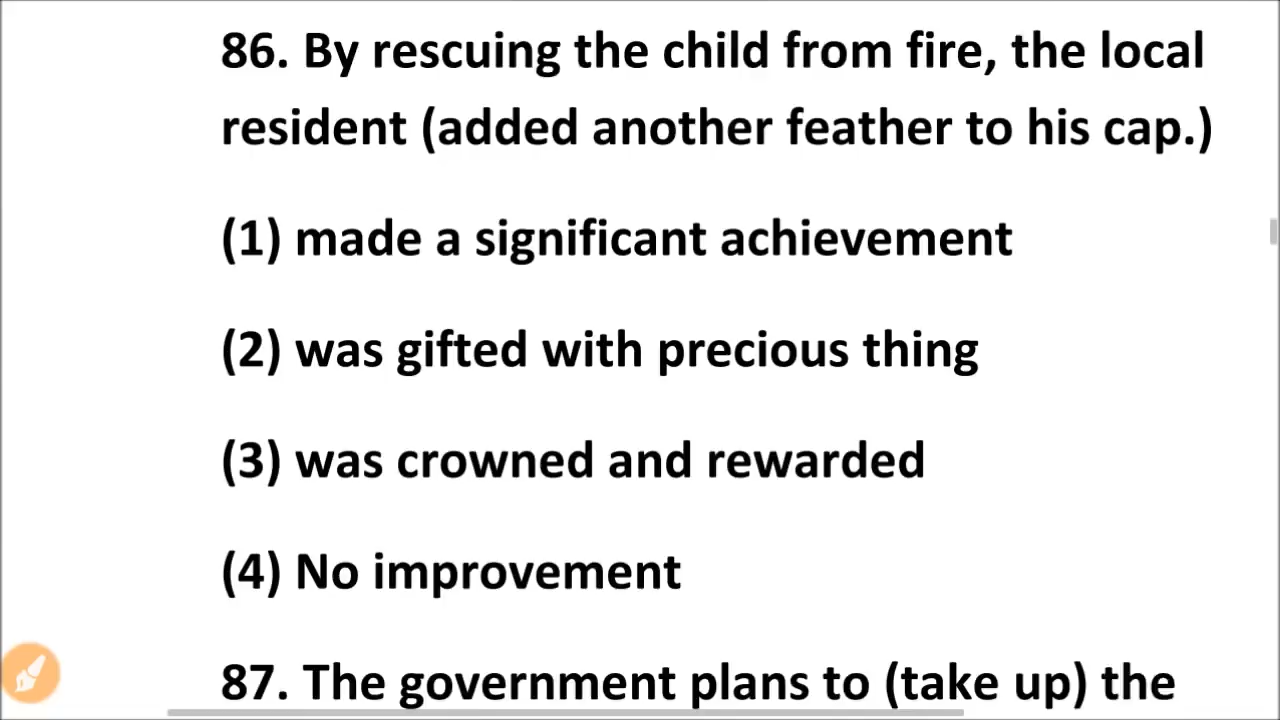 86. By rescuing the child from fire, the local
resident (added another feather to his cap.)
(1) made a significant achievement
(2) was gifted with precious thing
(3) was crowned and rewarded
(4) No improvement
87. The government plans to (take up) the